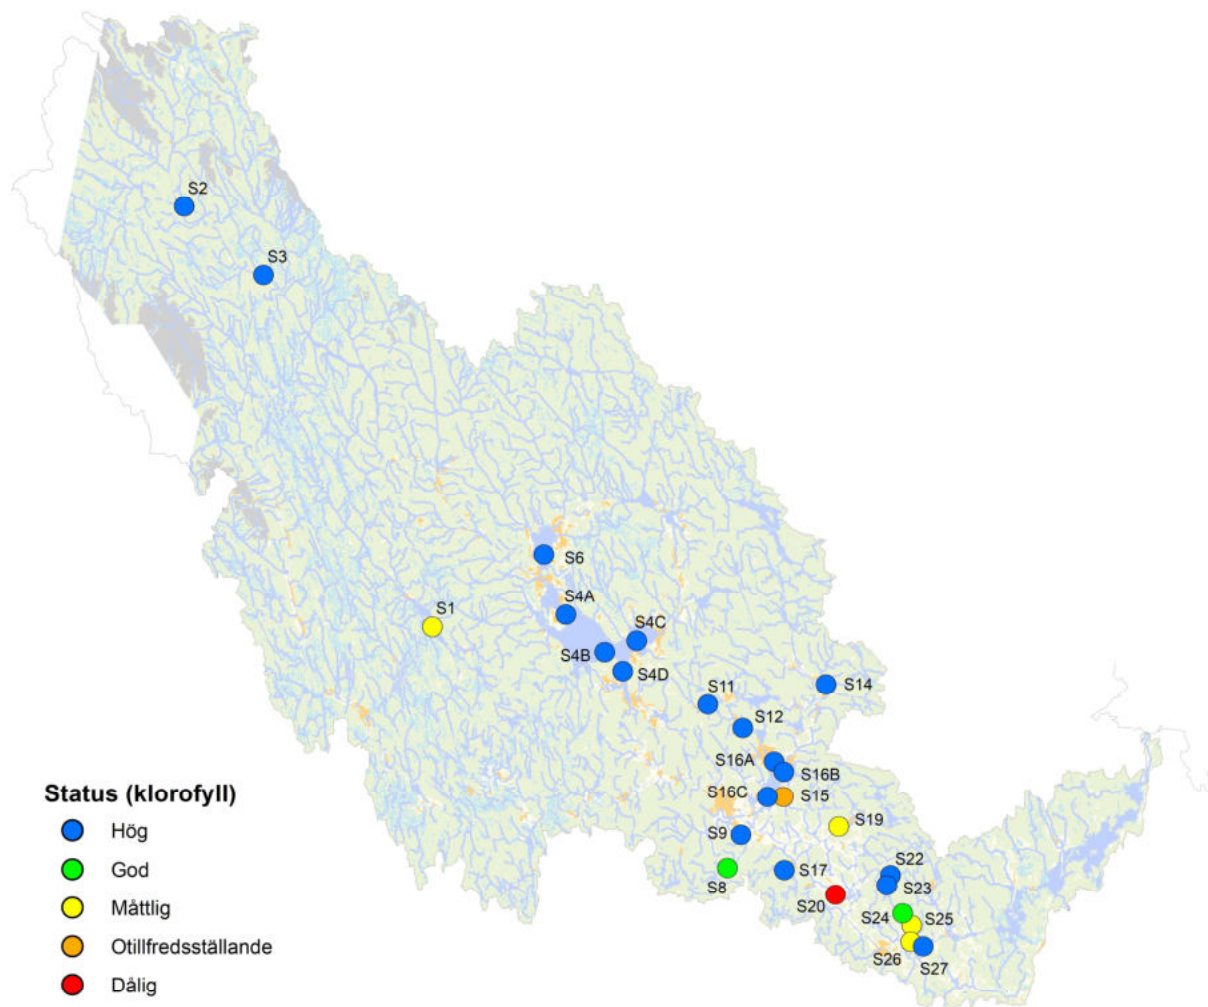 S2
S3
S6
S4A
S1
S4C
S4B
S4D
S14
S11
S12
S16A
S16B
S16C
S15
S19
S9
S22
S17
S8
S23
S20
S24
S25
S26
S27
Status (klorofyll)
Hög
God
Måttlig
Otillfredsställande
Dålig